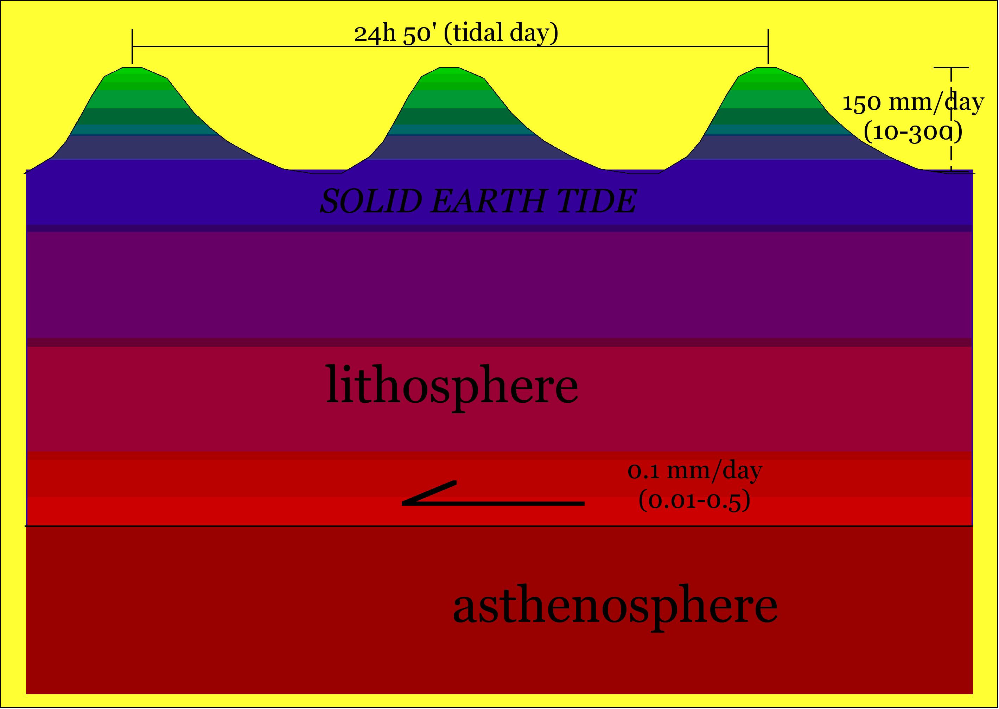 24h 50' (tidal day)
150 mm/day
(10-300)
SOLID EARTH TIDE
lithosphere
0.1 mm/day
(0.01-0.5)
asthenosphere